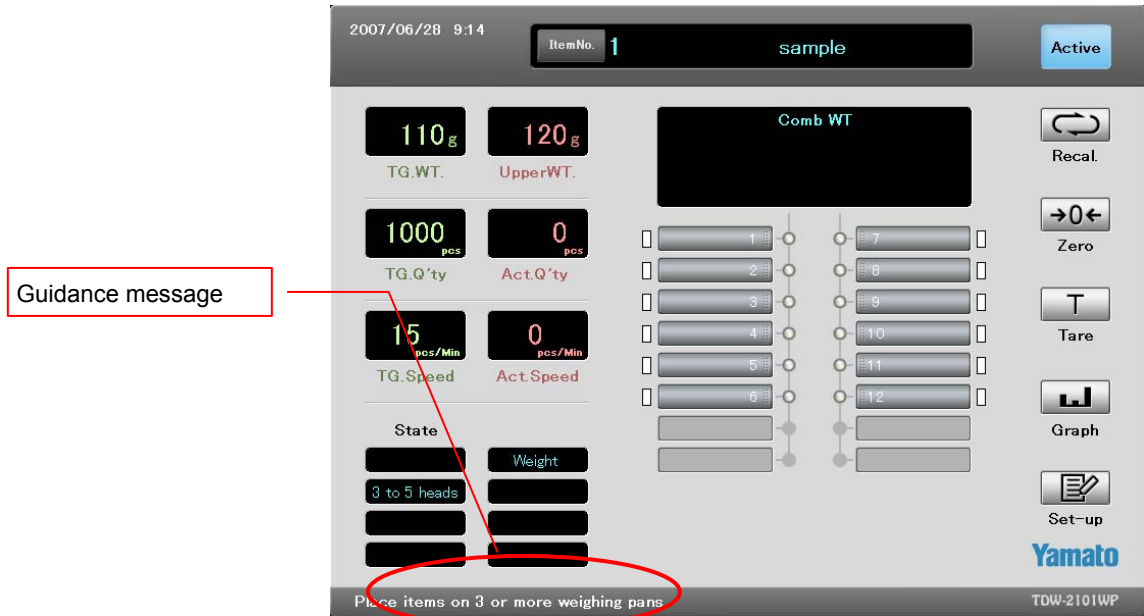 2007/06/28 9:14
ItemNo. 1 sample
Active
110 g 120 g
TG.WT. UpperWT.
Comb WT
Recal.
1000 pcs 0 pcs
TG.Q'ty Act.Q'ty
→0←
Zero
Guidance message
15 pcs/Min 0 pcs/Min
TG.Speed Act.Speed
1 7
2 8
3 9
4 10
5 11
6 12
T
Tare
Graph
State
Weight
3 to 5 heads
Set-up
Yamato
Place items on 3 or more weighing pans
TDW-2101WP